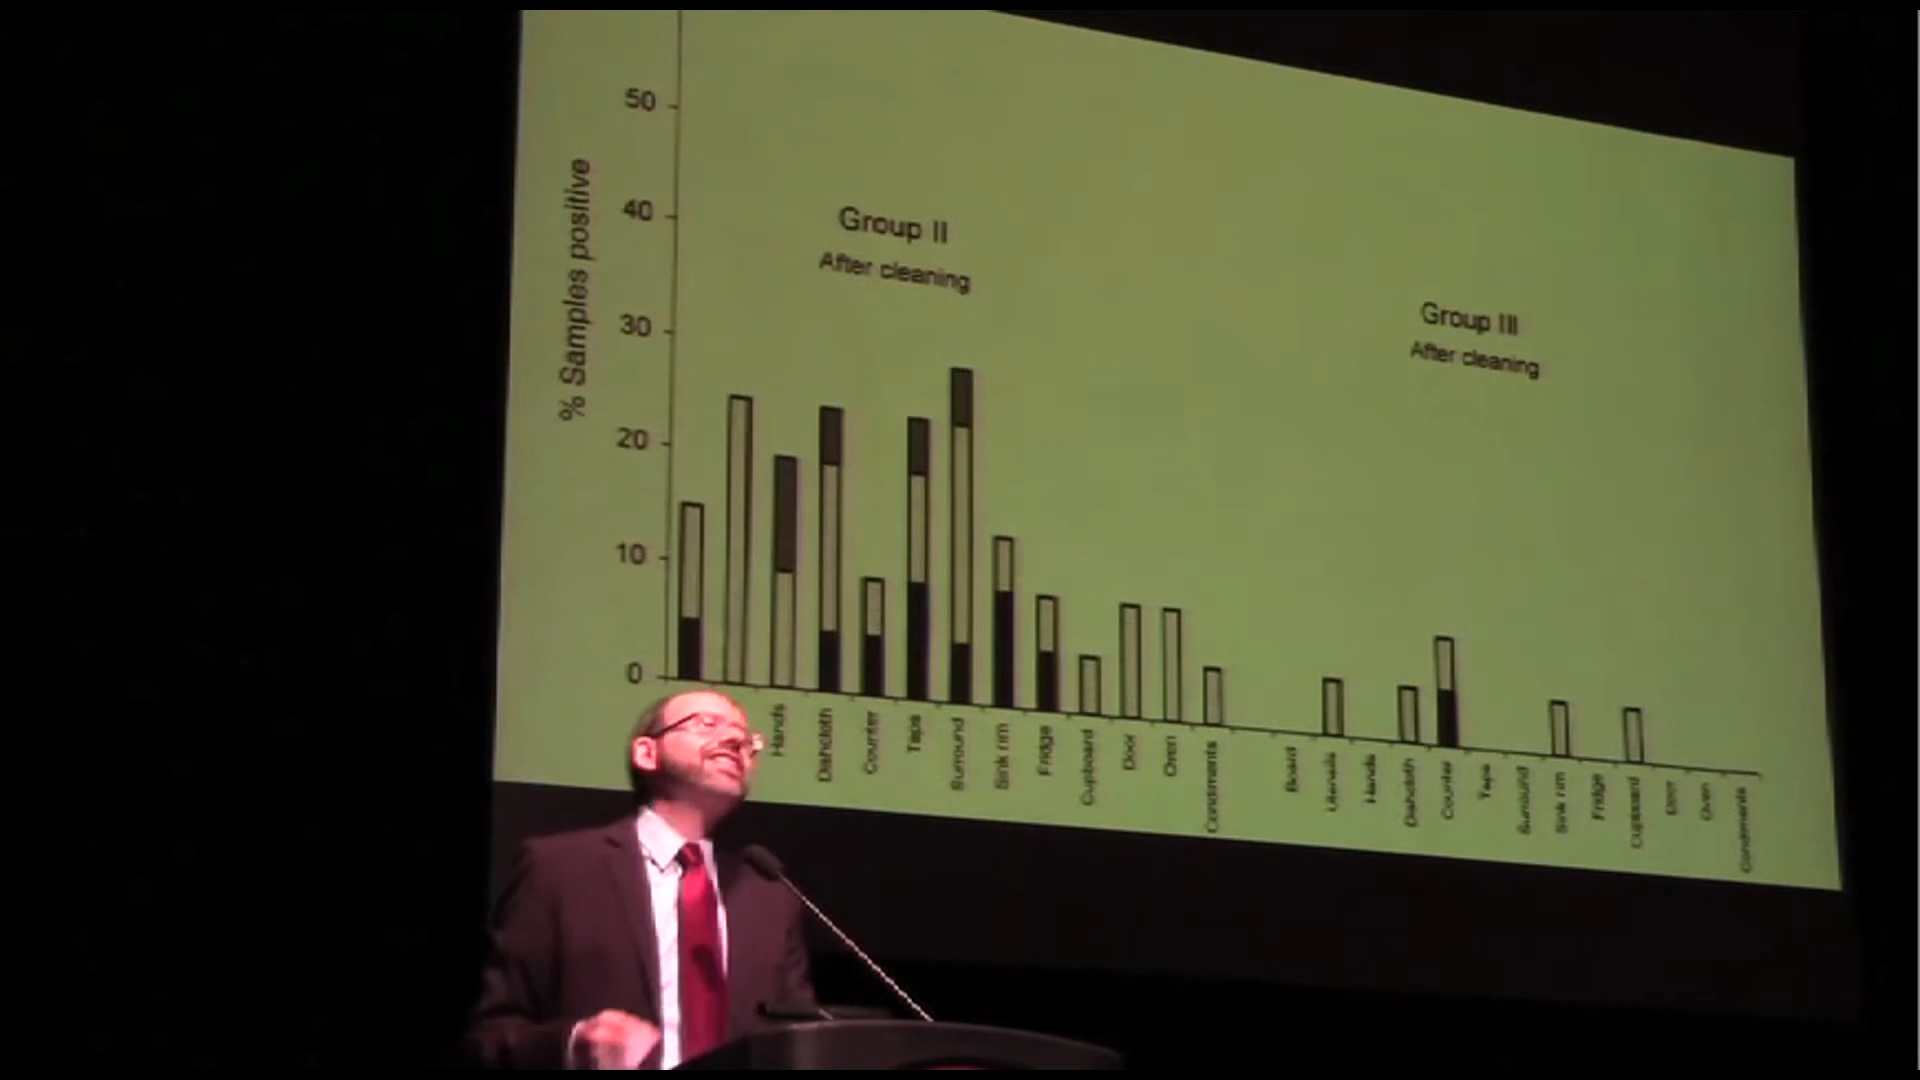 % Samples positive
50
40
30
20
10
0
Group II
After cleaning
Group III
After cleaning
Hands
Dishcloth
Counter
Taps
Surround
Sink rim
Fridge
Cupboard
Door
Oven
Condiments
Board
Utensils
Hands
Dishcloth
Counter
Taps
Surround
Sink rim
Fridge
Cupboard
Door
Oven
Condiments